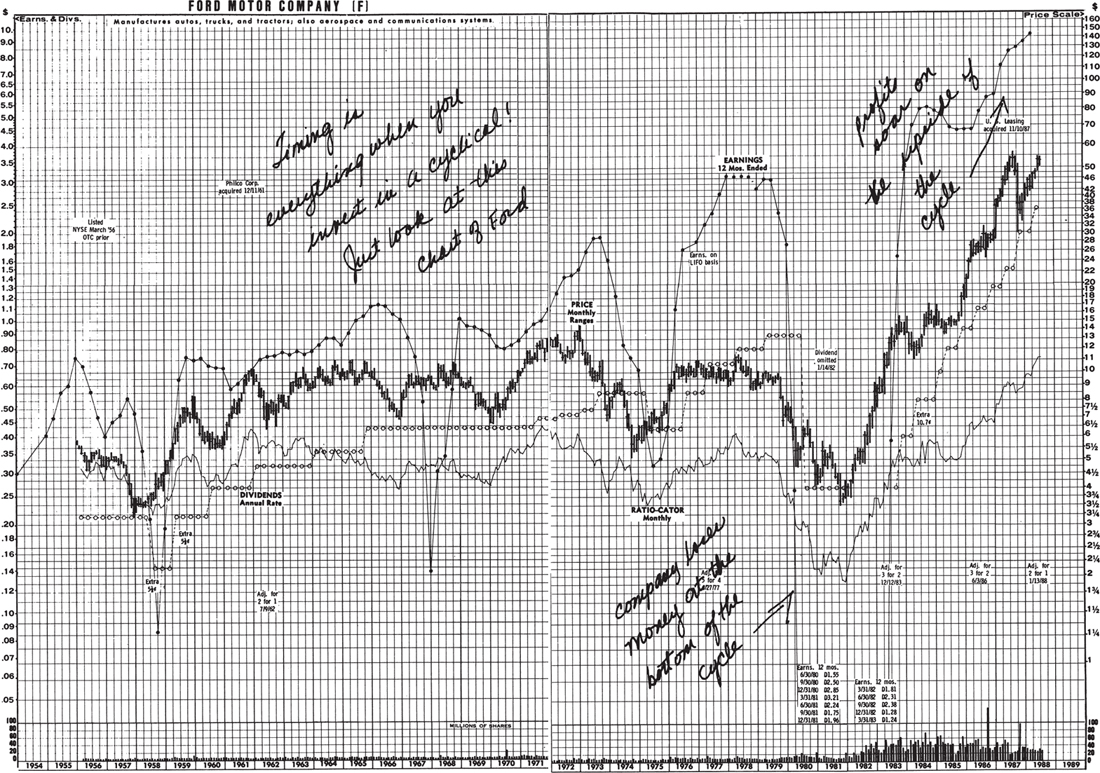 FORD MOTOR COMPANY (F)
$
<Earns. & Divs.
Manufactures autos, trucks, and tractors; also aerospace and communications systems
Price Scale>
$
Timing is
everything when you
invest in a cyclical!
Just look at this
chart of Ford
profits
soar on
the upside of
the
cycle
Philco Corp.
acquired 12/11/61
Listed
NYSE March '56
OTC prior
EARNINGS
12 Mos. Ended
U. S. Leasing
acquired 11/10/87
Earns. on
LIFO basis
PRICE
Monthly
Ranges
Dividend
omitted
1/14/82
Extra
10.7¢
DIVIDENDS
Annual Rate
RATIO-CATOR
Monthly
Extra
5½¢
Extra
5½¢
Adj. for
2 for 1
Adj. for
5 for 4
company loses
money at the
bottom of the
cycle
Adj. for
3 for 2
12/12/83
Adj. for
3 for 2
6/3/86
Adj. for
2 for 1
1/13/88
Earns. 12 mos.
6/30/80 D1.55
9/30/80 D2.50
12/31/80 D2.85
3/31/81 D3.21
6/30/81 D2.24
9/30/81 D1.75
12/31/81 D1.96
Earns. 12 mos.
3/31/82 D1.81
6/30/82 D2.31
9/30/82 D2.38
12/31/82 D1.28
3/31/83 D1.24
MILLIONS OF SHARES
10.
9.0
8.0
7.0
6.5
6.0
5.5
5.0
4.5
4.0
3.5
3.0
2.5
2.0
1.8
1.6
1.5
1.4
1.3
1.2
1.1
1.0
.90
.80
.70
.60
.50
.45
.40
.35
.30
.25
.20
.18
.16
.14
.12
.10
.09
.08
.07
.06
.05
100
80
60
40
20
0
160
150
140
130
120
110
100
90
80
70
60
50
46
42
40
38
36
34
32
30
28
26
24
22
20
19
18
17
16
15
14
13
12
11
10
9
8
7½
7
6½
6
5½
5
4½
4
3¾
3½
3¼
3
2¾
2½
2¼
2
1¾
1½
1¼
1
100
80
60
40
20
0
1954 1955 1956 1957 1958 1959 1960 1961 1962 1963 1964 1965 1966 1967 1968 1969 1970 1971 1972 1973 1974 1975 1976 1977 1978 1979 1980 1981 1982 1983 1984 1985 1986 1987 1988 1989